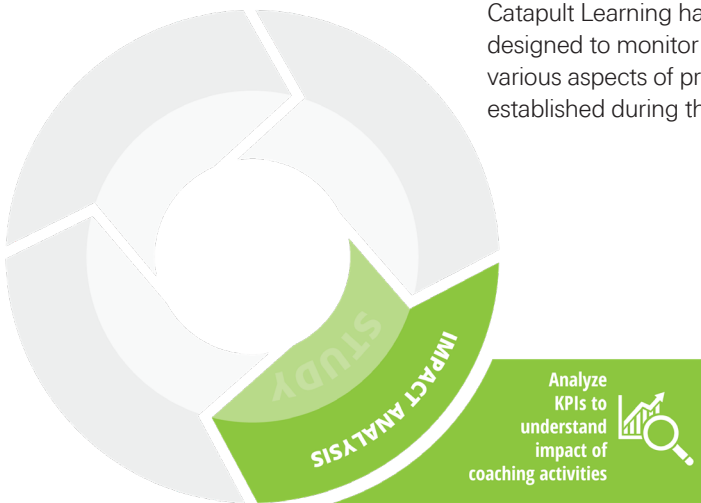 Catapult Learning ha
designed to monitor
various aspects of pr
established during th
STUDY
IMPACT ANALYSIS
Analyze
KPIs to
understand
impact of
coaching activities